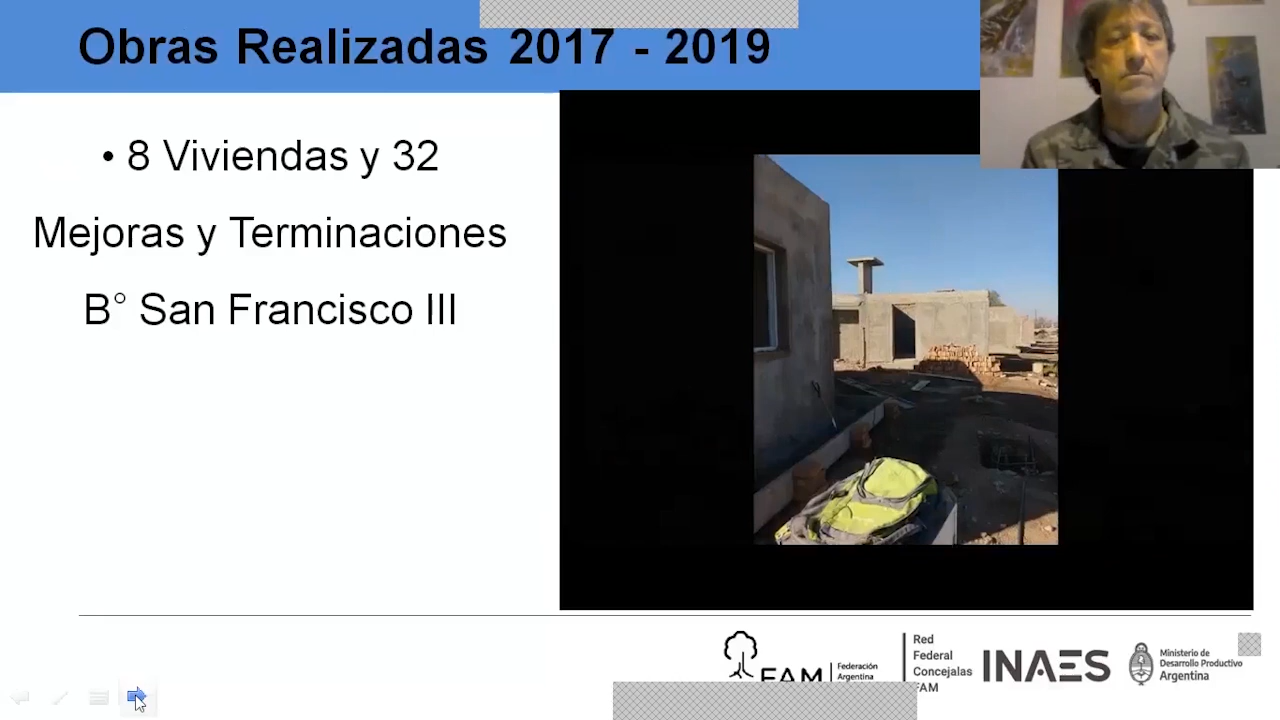 Obras Realizadas 2017 - 2019
• 8 Viviendas y 32
Mejoras y Terminaciones
B° San Francisco III
FAM
Federación
Argentina
Red
Federal
Concejalas
FAM
INAES
Ministerio de
Desarrollo Productivo
Argentina